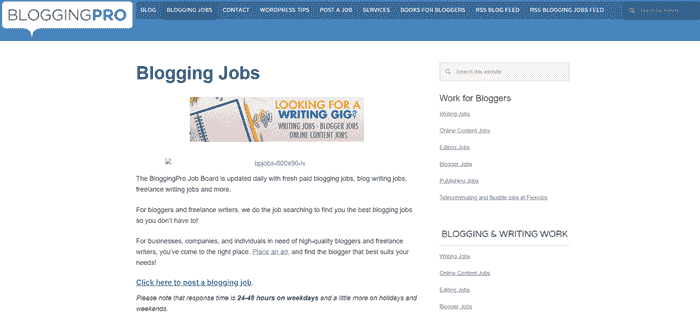 BLOGGINGPRO
BLOG BLOGGING JOBS CONTACT WORDPRESS TIPS POST A JOB SERVICES BOOKS FOR BLOGGERS RSS BLOG FEED RSS BLOGGING JOBS FEED Search this website
Blogging Jobs
LOOKING FOR A
WRITING GIG?
WRITING JOBS · BLOGGER JOBS
ONLINE CONTENT JOBS
bpjobs-600x90-lv
The BloggingPro Job Board is updated daily with fresh paid blogging jobs, blog writing jobs,
freelance writing jobs and more.
For bloggers and freelance writers, we do the job searching to find you the best blogging jobs
so you don't have to!
For businesses, companies, and individuals in need of high-quality bloggers and freelance
writers, you've come to the right place. Place an ad, and find the blogger that best suits your
needs!
Click here to post a blogging job.
Please note that response time is 24-48 hours on weekdays and a little more on holidays and
weekends.
Search this website
Work for Bloggers
Writing Jobs
Online Content Jobs
Editing Jobs
Blogger Jobs
Publishing Jobs
Telecommuting and flexible jobs at Flexjobs
BLOGGING & WRITING WORK
Writing Jobs
Online Content Jobs
Editing Jobs
Blogger Jobs